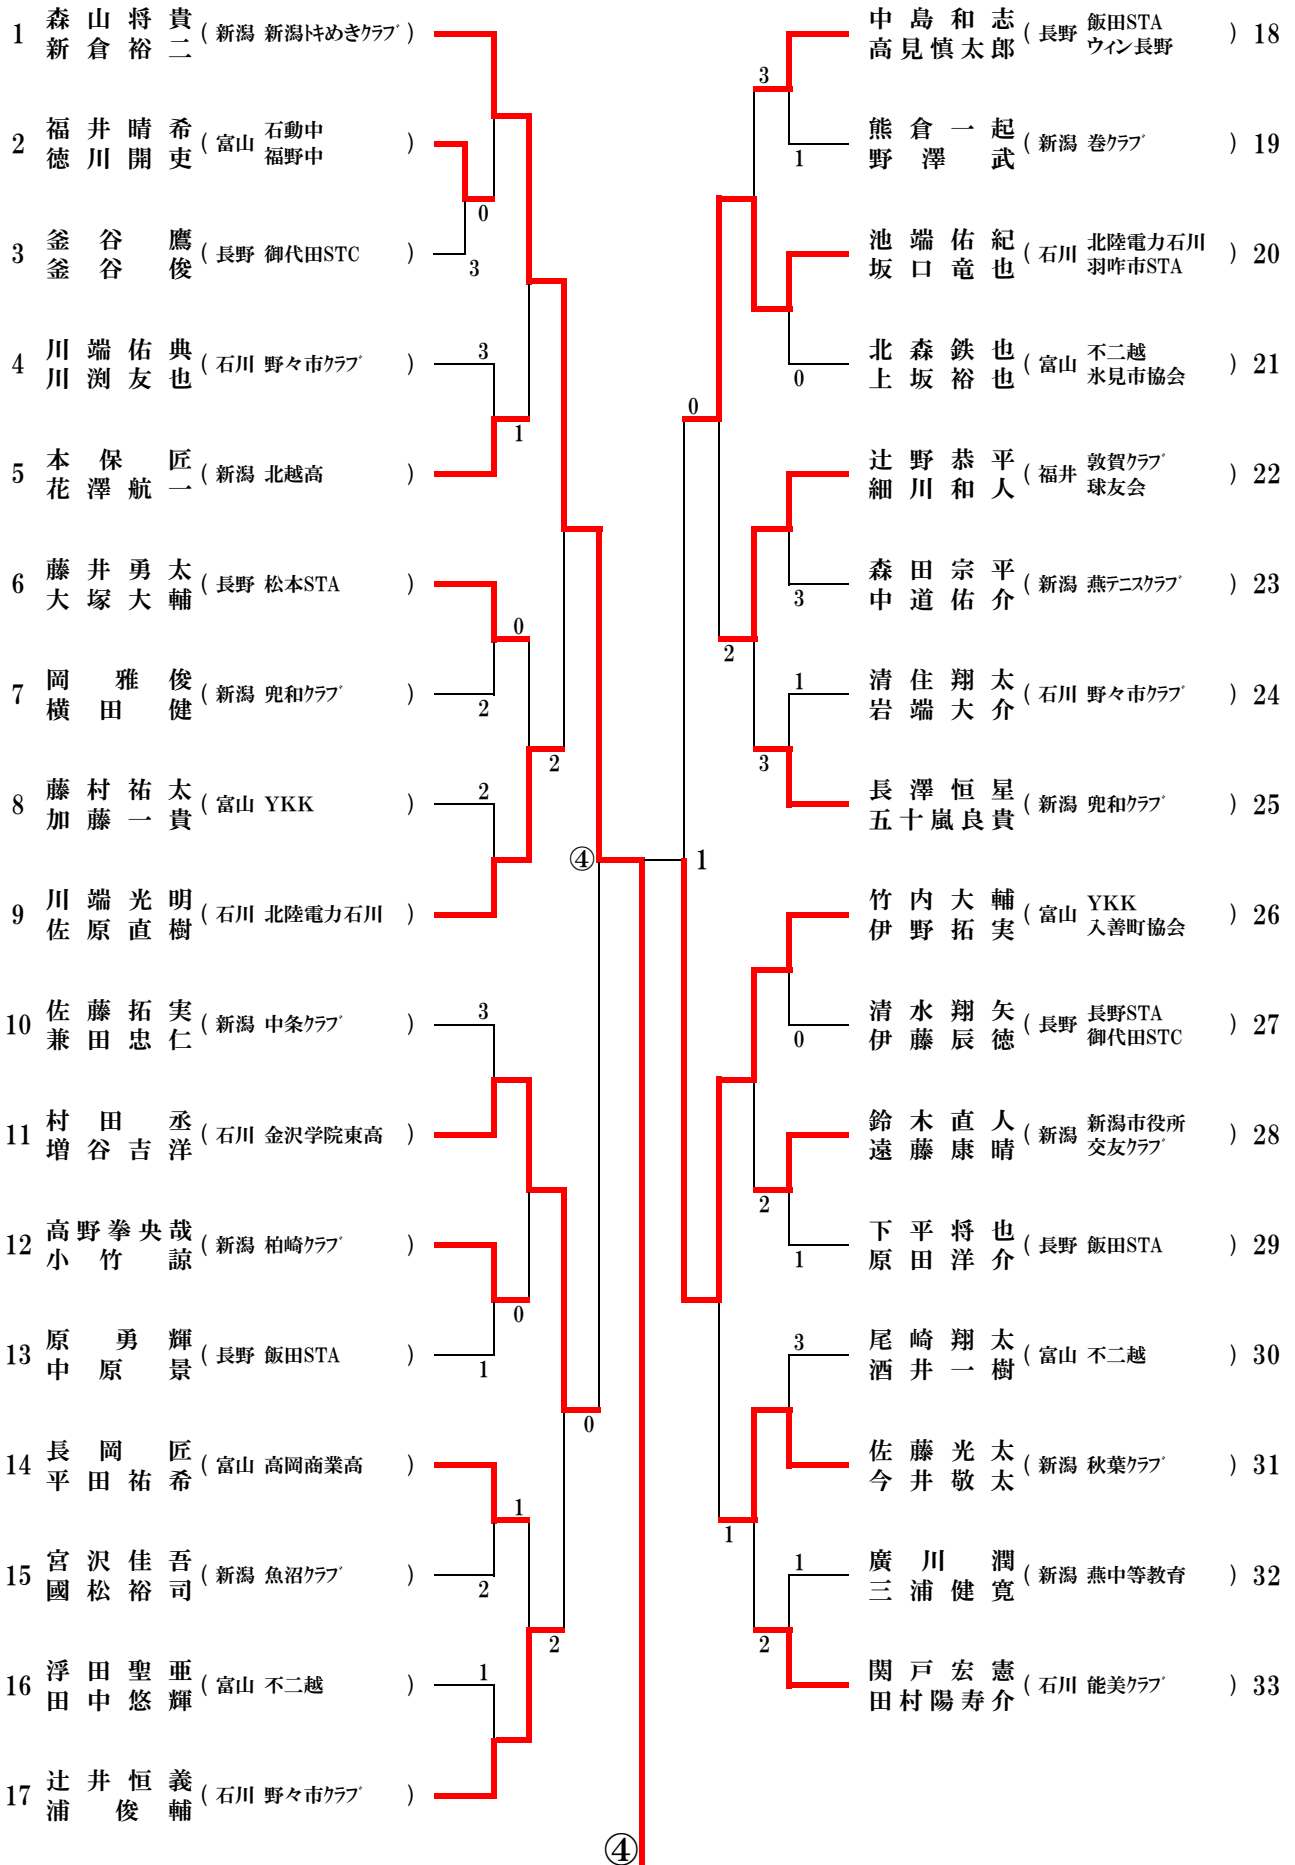 1 森山将貴 新倉裕二 ( 新潟 新潟ﾄｷめきｸﾗﾌﾞ )
2 福井晴希 徳川開吏 ( 富山 石動中 福野中 )
0
3 釜谷鷹 釜谷俊 ( 長野 御代田STC )
3
4 川端佑典 川渕友也 ( 石川 野々市ｸﾗﾌﾞ )
3
1
5 本保匠 花澤航一 ( 新潟 北越高 )
6 藤井勇太 大塚大輔 ( 長野 松本STA )
0
7 岡雅俊 横田健 ( 新潟 兜和ｸﾗﾌﾞ )
2
2
8 藤村祐太 加藤一貴 ( 富山 YKK )
2
④
9 川端光明 佐原直樹 ( 石川 北陸電力石川 )
10 佐藤拓実 兼田忠仁 ( 新潟 中条ｸﾗﾌﾞ )
3
11 村田丞 増谷吉洋 ( 石川 金沢学院東高 )
12 高野拳央哉 小竹諒 ( 新潟 柏崎ｸﾗﾌﾞ )
0
13 原勇輝 中原景 ( 長野 飯田STA )
1
0
14 長岡匠 平田祐希 ( 富山 高岡商業高 )
1
15 宮沢佳吾 國松裕司 ( 新潟 魚沼ｸﾗﾌﾞ )
2
2
16 浮田聖亜 田中悠輝 ( 富山 不二越 )
1
17 辻井恒義 浦俊輔 ( 石川 野々市ｸﾗﾌﾞ )
④
中島和志 高見慎太郎 ( 長野 飯田STA ウィン長野 ) 18
3
熊倉一起 野澤武 ( 新潟 巻ｸﾗﾌﾞ ) 19
1
池端佑紀 坂口竜也 ( 石川 北陸電力石川 羽咋市STA ) 20
北森鉄也 上坂裕也 ( 富山 不二越 氷見市協会 ) 21
0
0
辻野恭平 細川和人 ( 福井 敦賀ｸﾗﾌﾞ 球友会 ) 22
森田宗平 中道佑介 ( 新潟 燕ﾃﾆｽｸﾗﾌﾞ ) 23
3
2
清住翔太 岩端大介 ( 石川 野々市ｸﾗﾌﾞ ) 24
1
3
長澤恒星 五十嵐良貴 ( 新潟 兜和ｸﾗﾌﾞ ) 25
1
竹内大輔 伊野拓実 ( 富山 YKK 入善町協会 ) 26
清水翔矢 伊藤辰徳 ( 長野 長野STA 御代田STC ) 27
0
鈴木直人 遠藤康晴 ( 新潟 新潟市役所 交友ｸﾗﾌﾞ ) 28
2
下平将也 原田洋介 ( 長野 飯田STA ) 29
1
尾崎翔太 酒井一樹 ( 富山 不二越 ) 30
3
佐藤光太 今井敬太 ( 新潟 秋葉ｸﾗﾌﾞ ) 31
1
廣川潤 三浦健寛 ( 新潟 燕中等教育 ) 32
1
2
関戸宏憲 田村陽寿介 ( 石川 能美ｸﾗﾌﾞ ) 33